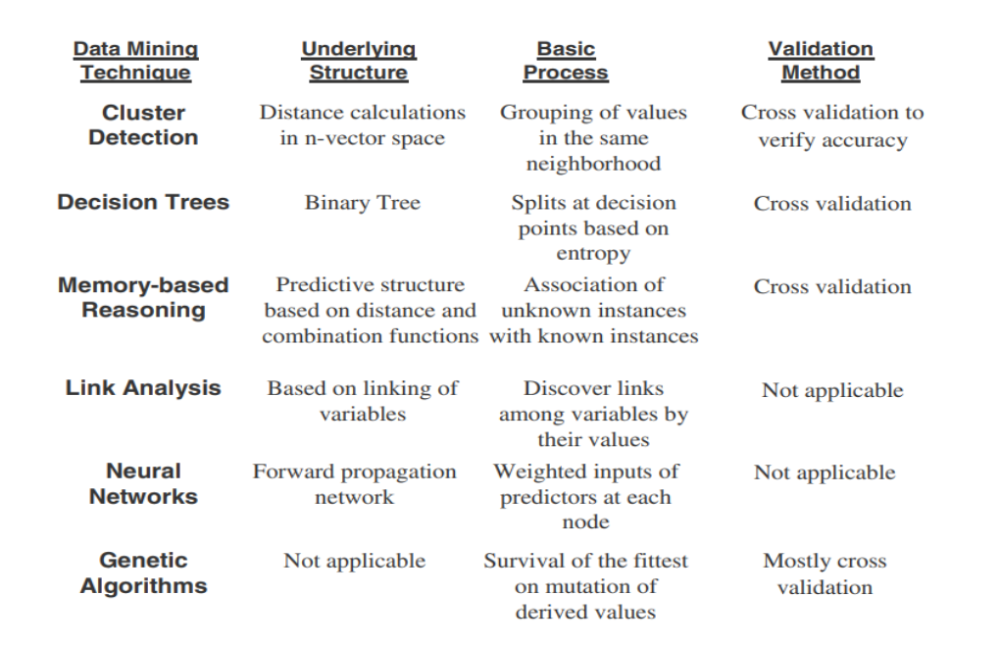 Data Mining Technique | Underlying Structure | Basic Process | Validation Method
Cluster Detection | Distance calculations in n-vector space | Grouping of values in the same neighborhood | Cross validation to verify accuracy
Decision Trees | Binary Tree | Splits at decision points based on entropy | Cross validation
Memory-based Reasoning | Predictive structure based on distance and combination functions | Association of unknown instances with known instances | Cross validation
Link Analysis | Based on linking of variables | Discover links among variables by their values | Not applicable
Neural Networks | Forward propagation network | Weighted inputs of predictors at each node | Not applicable
Genetic Algorithms | Not applicable | Survival of the fittest on mutation of derived values | Mostly cross validation